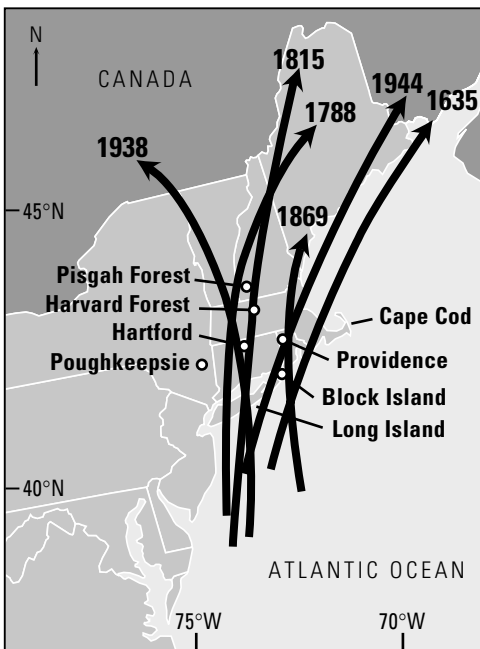 N
CANADA
1815
1944
1788
1635
1938
45°N
1869
Pisgah Forest
Harvard Forest
Cape Cod
Hartford
Providence
Poughkeepsie
Block Island
Long Island
40°N
ATLANTIC OCEAN
75°W
70°W